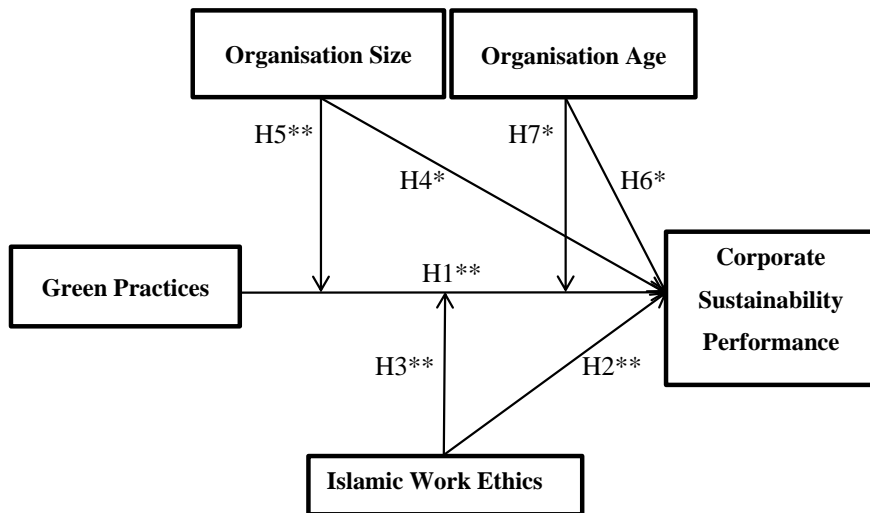 Organisation Size
Organisation Age
H5**
H7*
H4*
H6*
Green Practices
H1**
Corporate
Sustainability
Performance
H3**
H2**
Islamic Work Ethics